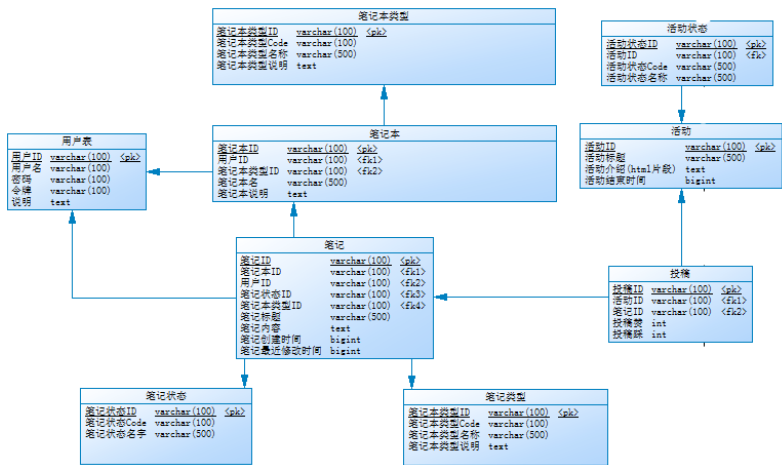 笔记本类型
笔记本类型ID varchar(100) <pk>
笔记本类型Code varchar(100)
笔记本类型名称 varchar(500)
笔记本类型说明 text
活动状态
活动状态ID varchar(100) <pk>
活动ID varchar(100) <fk>
活动状态Code varchar(500)
活动状态名称 varchar(500)
用户表
用户ID varchar(100) <pk>
用户名 varchar(100)
密码 varchar(100)
令牌 varchar(100)
说明 text
笔记本
笔记本ID varchar(100) <pk>
用户ID varchar(100) <fk1>
笔记本类型ID varchar(100) <fk2>
笔记本名 varchar(500)
笔记本说明 text
活动
活动ID varchar(100) <pk>
活动标题 varchar(500)
活动介绍(html片段) text
活动结束时间 bigint
笔记
笔记ID varchar(100) <pk>
笔记本ID varchar(100) <fk1>
用户ID varchar(100) <fk2>
笔记状态ID varchar(100) <fk3>
笔记本类型ID varchar(100) <fk4>
笔记标题 varchar(500)
笔记内容 text
笔记创建时间 bigint
笔记最近修改时间 bigint
投稿
投稿ID varchar(100) <pk>
活动ID varchar(100) <fk1>
笔记ID varchar(100) <fk2>
投稿赞 int
投稿踩 int
笔记状态
笔记状态ID varchar(100) <pk>
笔记状态Code varchar(100)
笔记状态名字 varchar(500)
笔记类型
笔记本类型ID varchar(100) <pk>
笔记本类型Code varchar(100)
笔记本类型名称 varchar(500)
笔记本类型说明 text